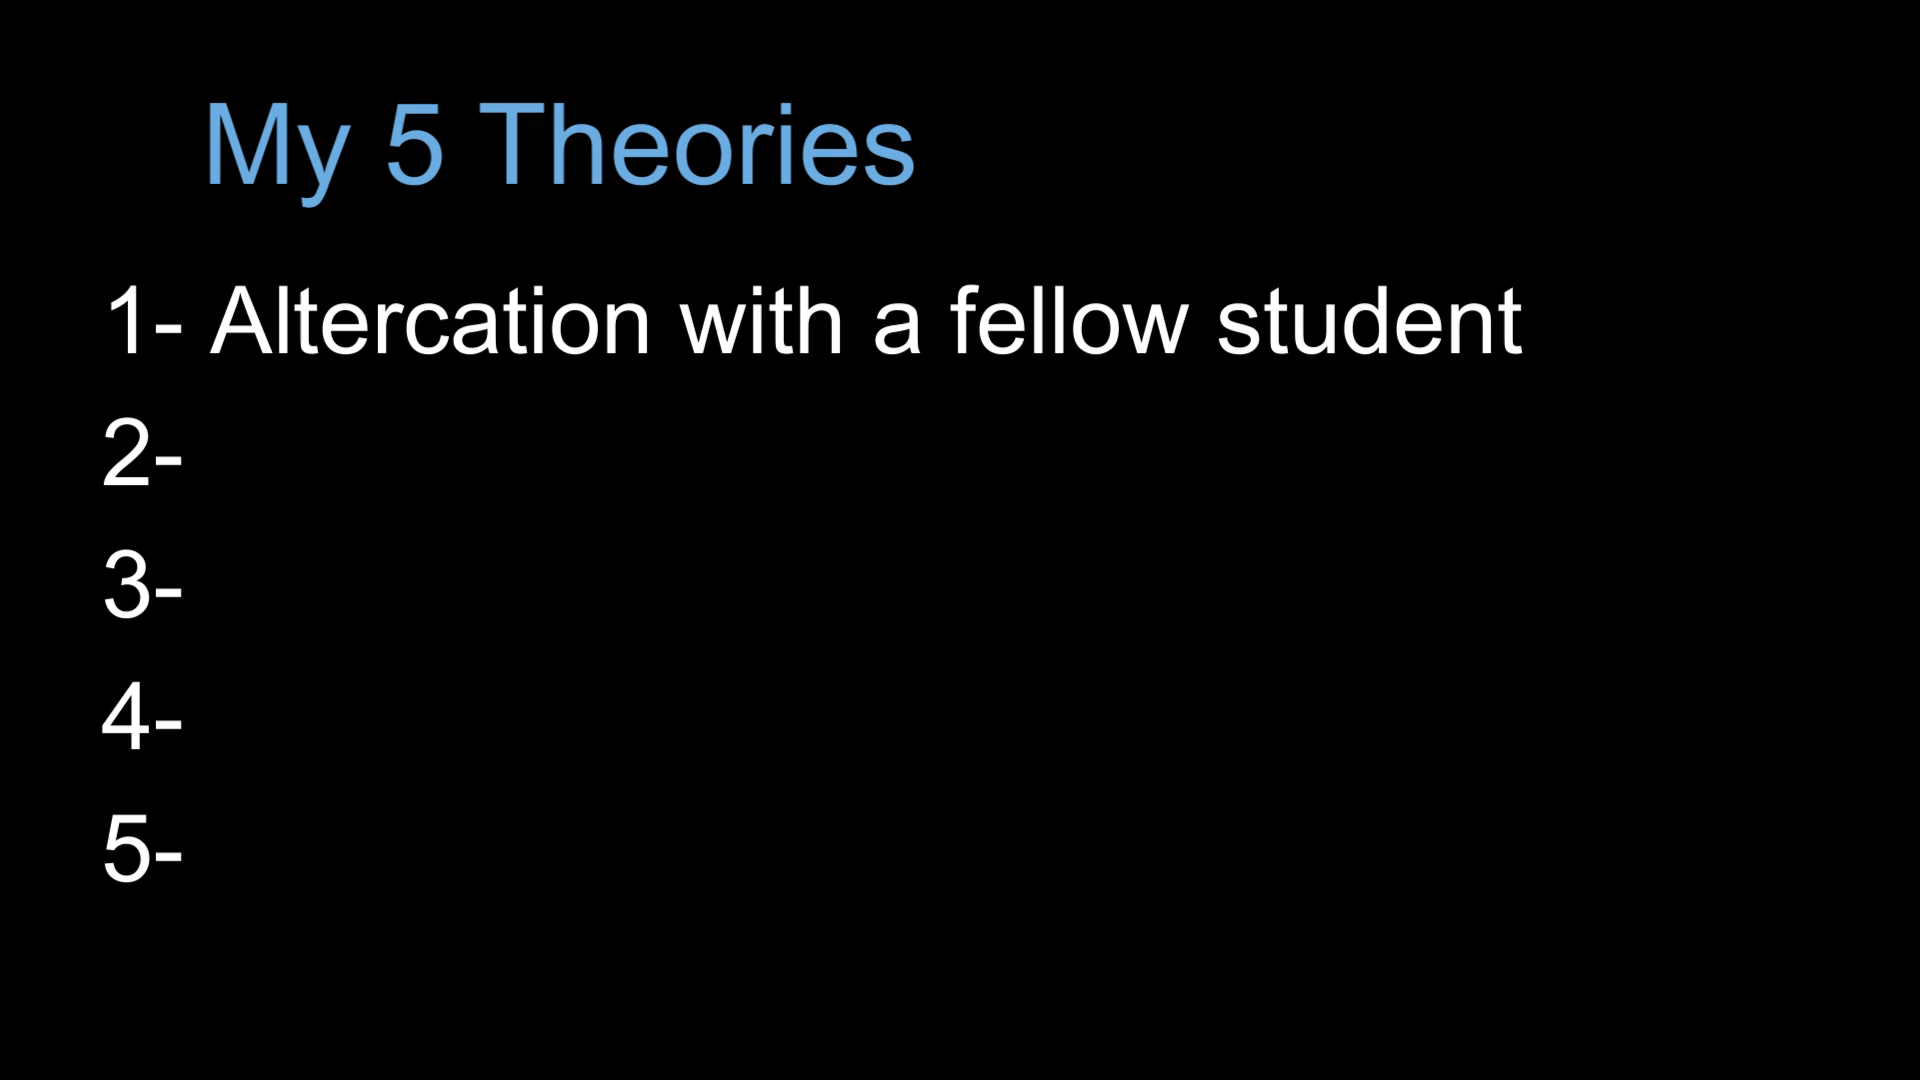 My 5 Theories
1- Altercation with a fellow student
2-
3-
4-
5-